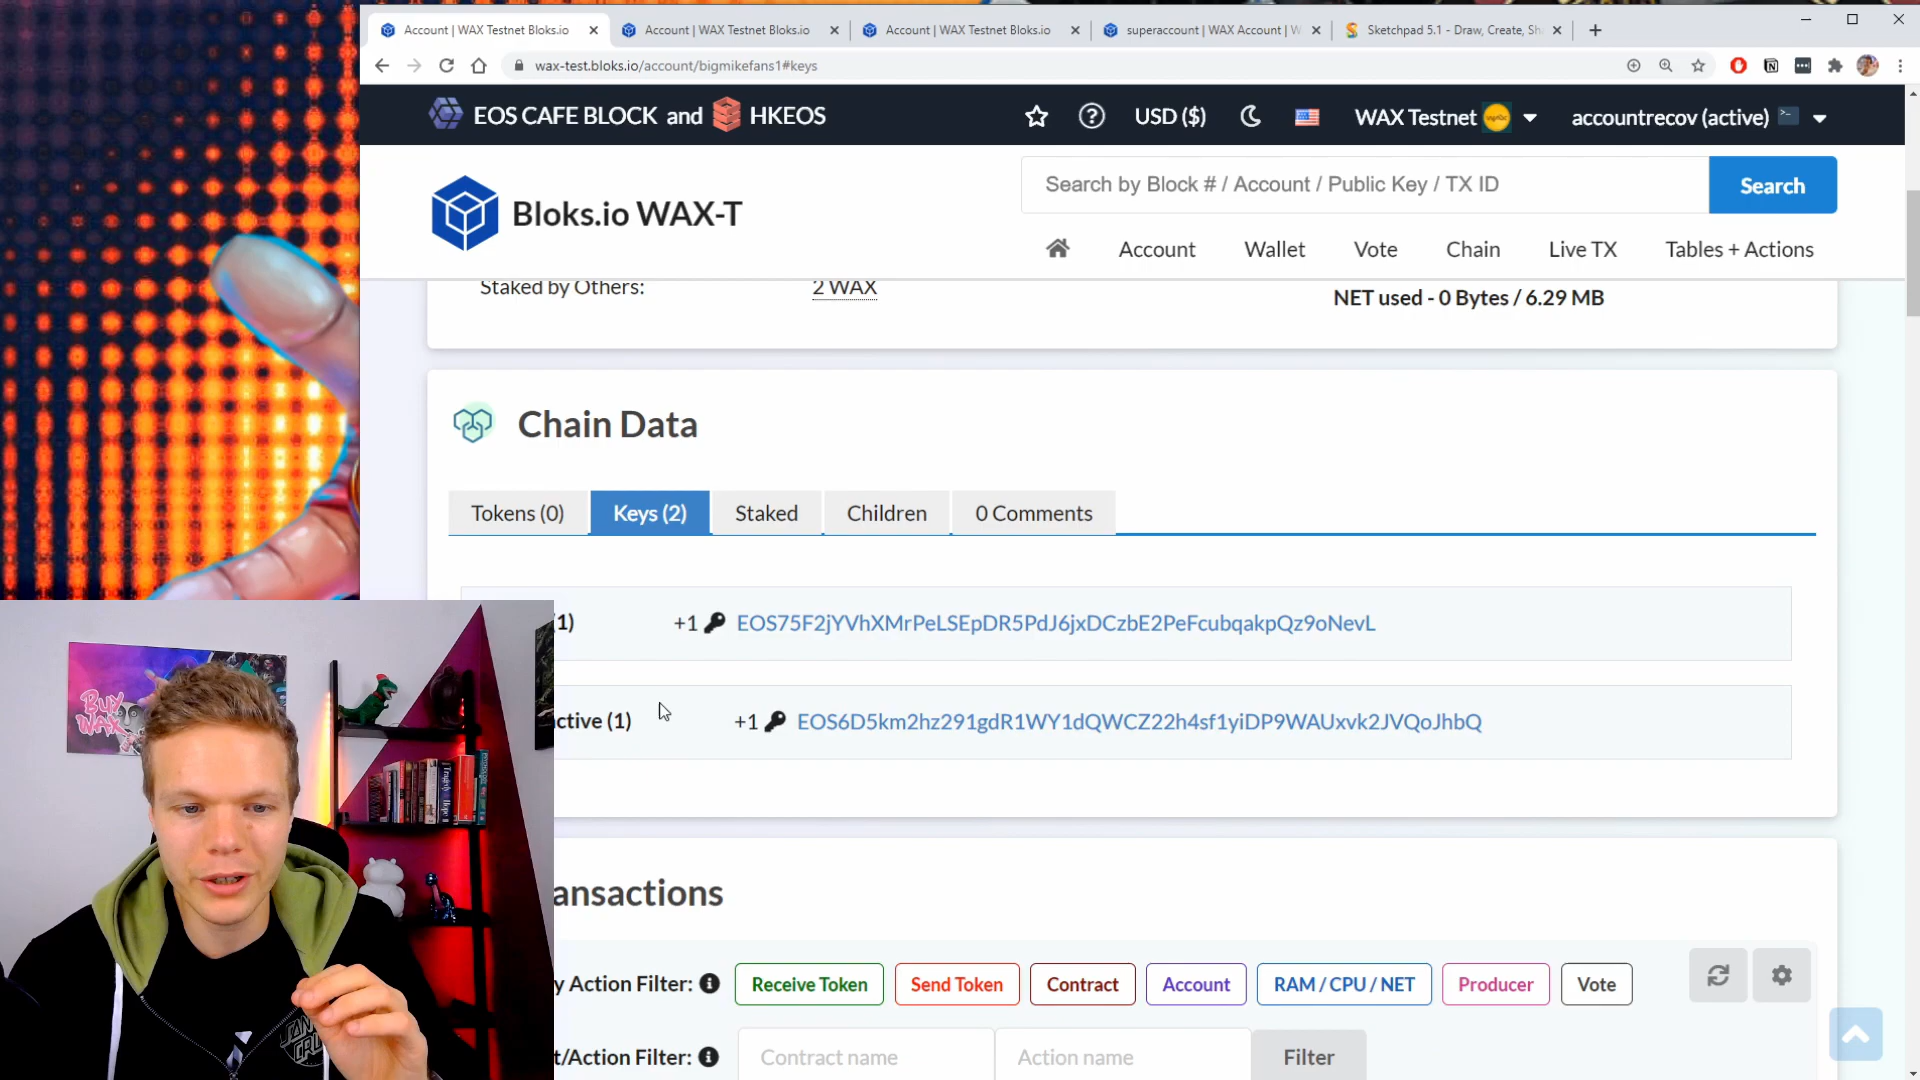 Account | WAX Testnet Bloks.io
Account | WAX Testnet Bloks.io
Account | WAX Testnet Bloks.io
superaccount | WAX Account | W
Sketchpad 5.1 - Draw, Create, Sh
wax-test.bloks.io/account/bigmikefans1#keys
EOS CAFE BLOCK and HKEOS
USD ($)
WAX Testnet
accountrecov (active)
Bloks.io WAX-T
Search by Block # / Account / Public Key / TX ID
Search
Account
Wallet
Vote
Chain
Live TX
Tables + Actions
Staked by Others:
2 WAX
NET used - 0 Bytes / 6.29 MB
Chain Data
Tokens (0)
Keys (2)
Staked
Children
0 Comments
(1)
+1
EOS75F2jYVhXMrPeLSEpDR5PdJ6jxDCzbE2PeFcubqakpQz9oNevL
ctive (1)
+1
EOS6D5km2hz291gdR1WY1dQWCZ22h4sf1yiDP9WAUxvk2JVQoJhbQ
BUY
WAX
ansactions
y Action Filter:
Receive Token
Send Token
Contract
Account
RAM / CPU / NET
Producer
Vote
t/Action Filter:
Contract name
Action name
Filter